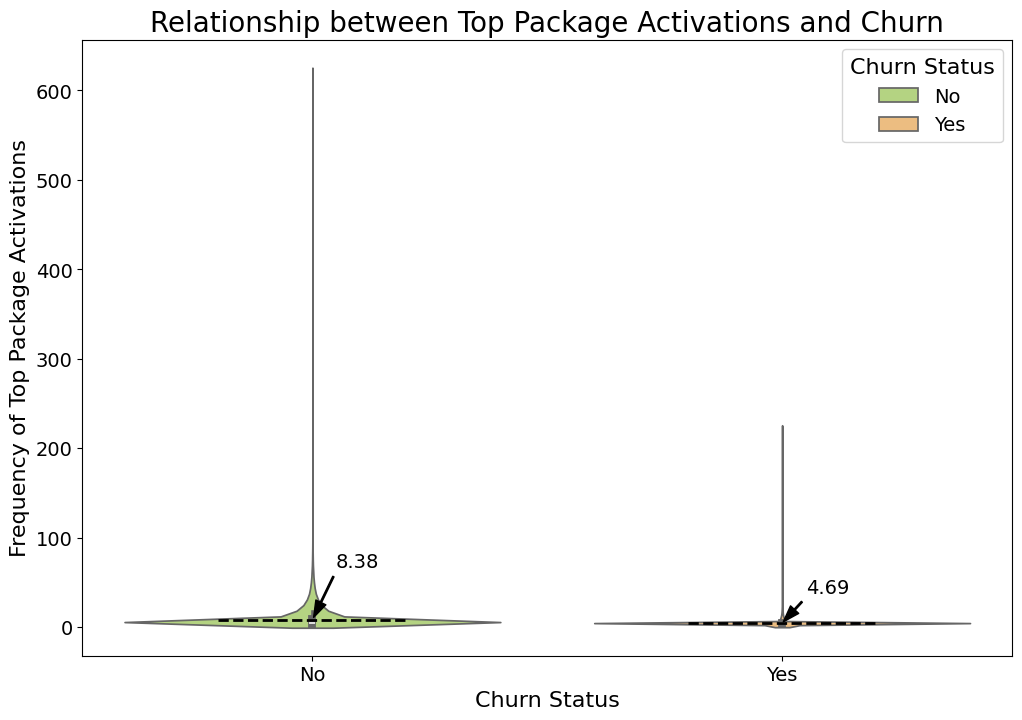 Relationship between Top Package Activations and Churn
Frequency of Top Package Activations
600
500
400
300
200
100
0
Churn Status
No
Yes
8.38
4.69
No
Yes
Churn Status